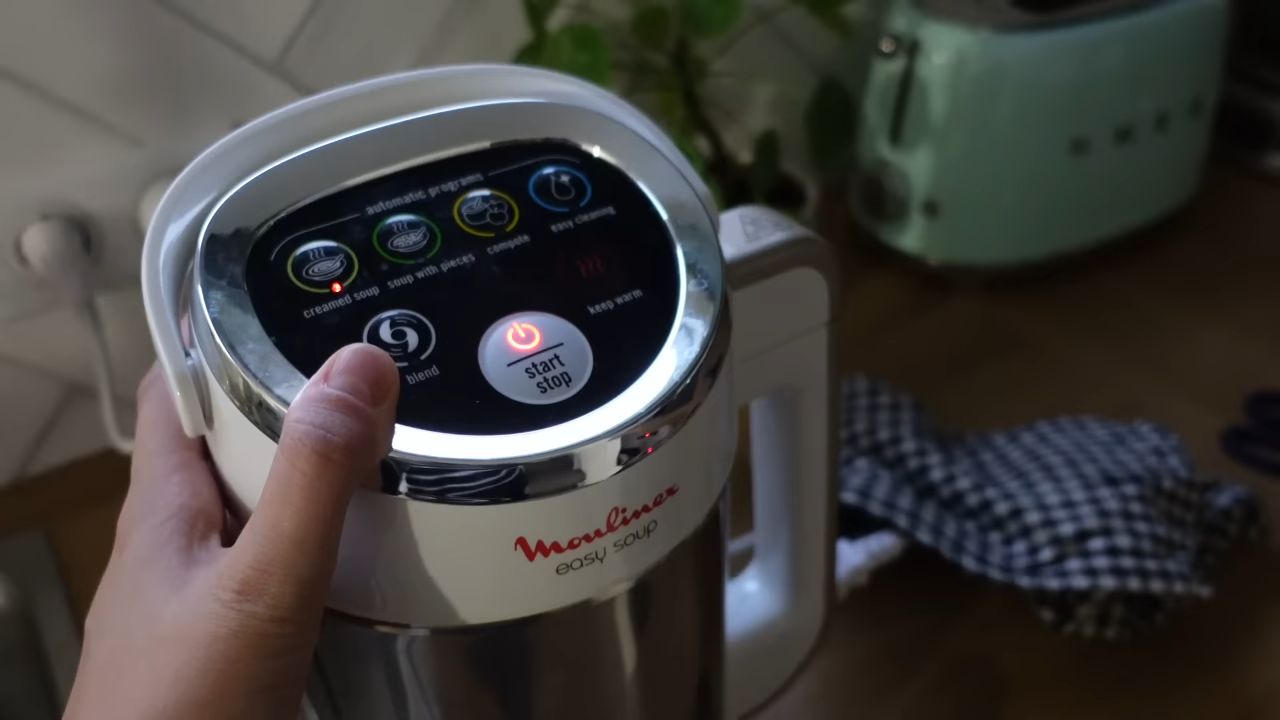 automatic programs
creamed soup
soup with pieces
compote
easy cleaning
keep warm
blend
start
stop
Moulinex
easy soup